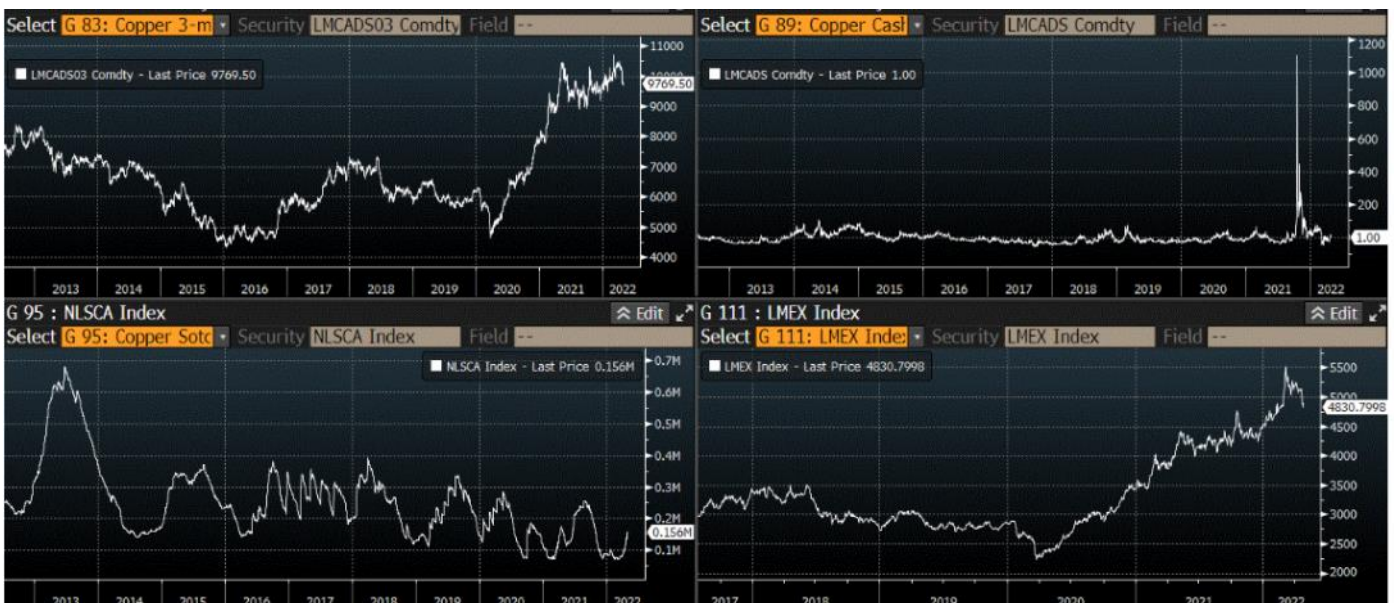 Select G 83: Copper 3-m Security LMCADS03 Comdty Field --
LMCADS03 Comdty - Last Price 9769.50
11000
10000
9769.50
9000
8000
7000
6000
5000
4000
2013 2014 2015 2016 2017 2018 2019 2020 2021 2022
Select G 89: Copper Cash Security LMCADS Comdty Field --
LMCADS Comdty - Last Price 1.00
1200
1000
800
600
400
200
1.00
2013 2014 2015 2016 2017 2018 2019 2020 2021 2022
G 95 : NLSCA Index Edit
Select G 95: Copper Sotc Security NLSCA Index Field --
NLSCA Index - Last Price 0.156M
0.7M
0.6M
0.5M
0.4M
0.3M
0.2M
0.156M
0.1M
2013 2014 2015 2016 2017 2018 2019 2020 2021 2022
G 111 : LMEX Index Edit
Select G 111: LMEX Index Security LMEX Index Field --
LMEX Index - Last Price 4830.7998
5500
5000
4830.7998
4500
4000
3500
3000
2500
2000
2017 2018 2019 2020 2021 2022